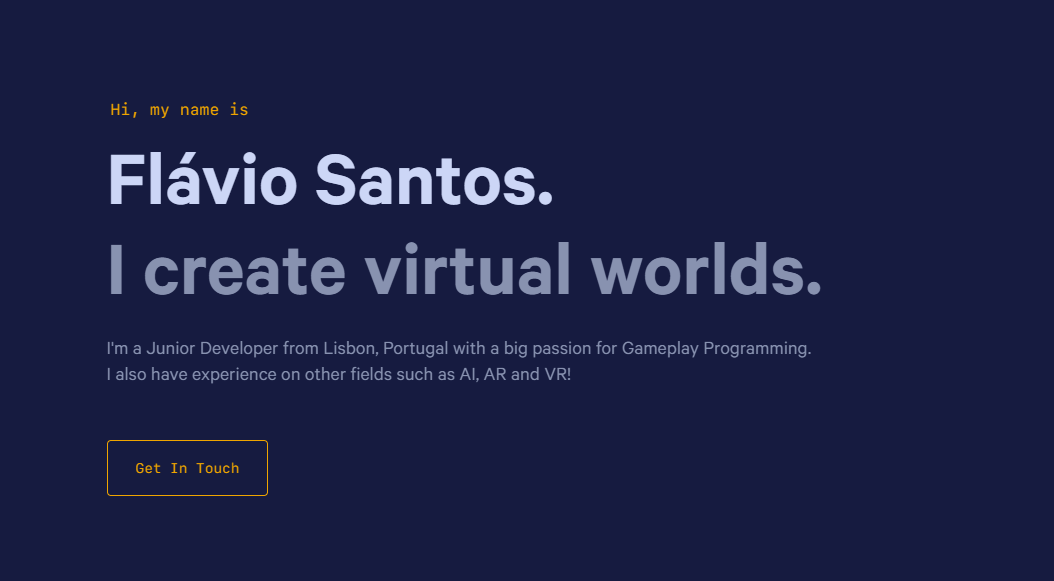 Hi, my name is
Flávio Santos.
I create virtual worlds.
I'm a Junior Developer from Lisbon, Portugal with a big passion for Gameplay Programming.
I also have experience on other fields such as AI, AR and VR!
Get In Touch